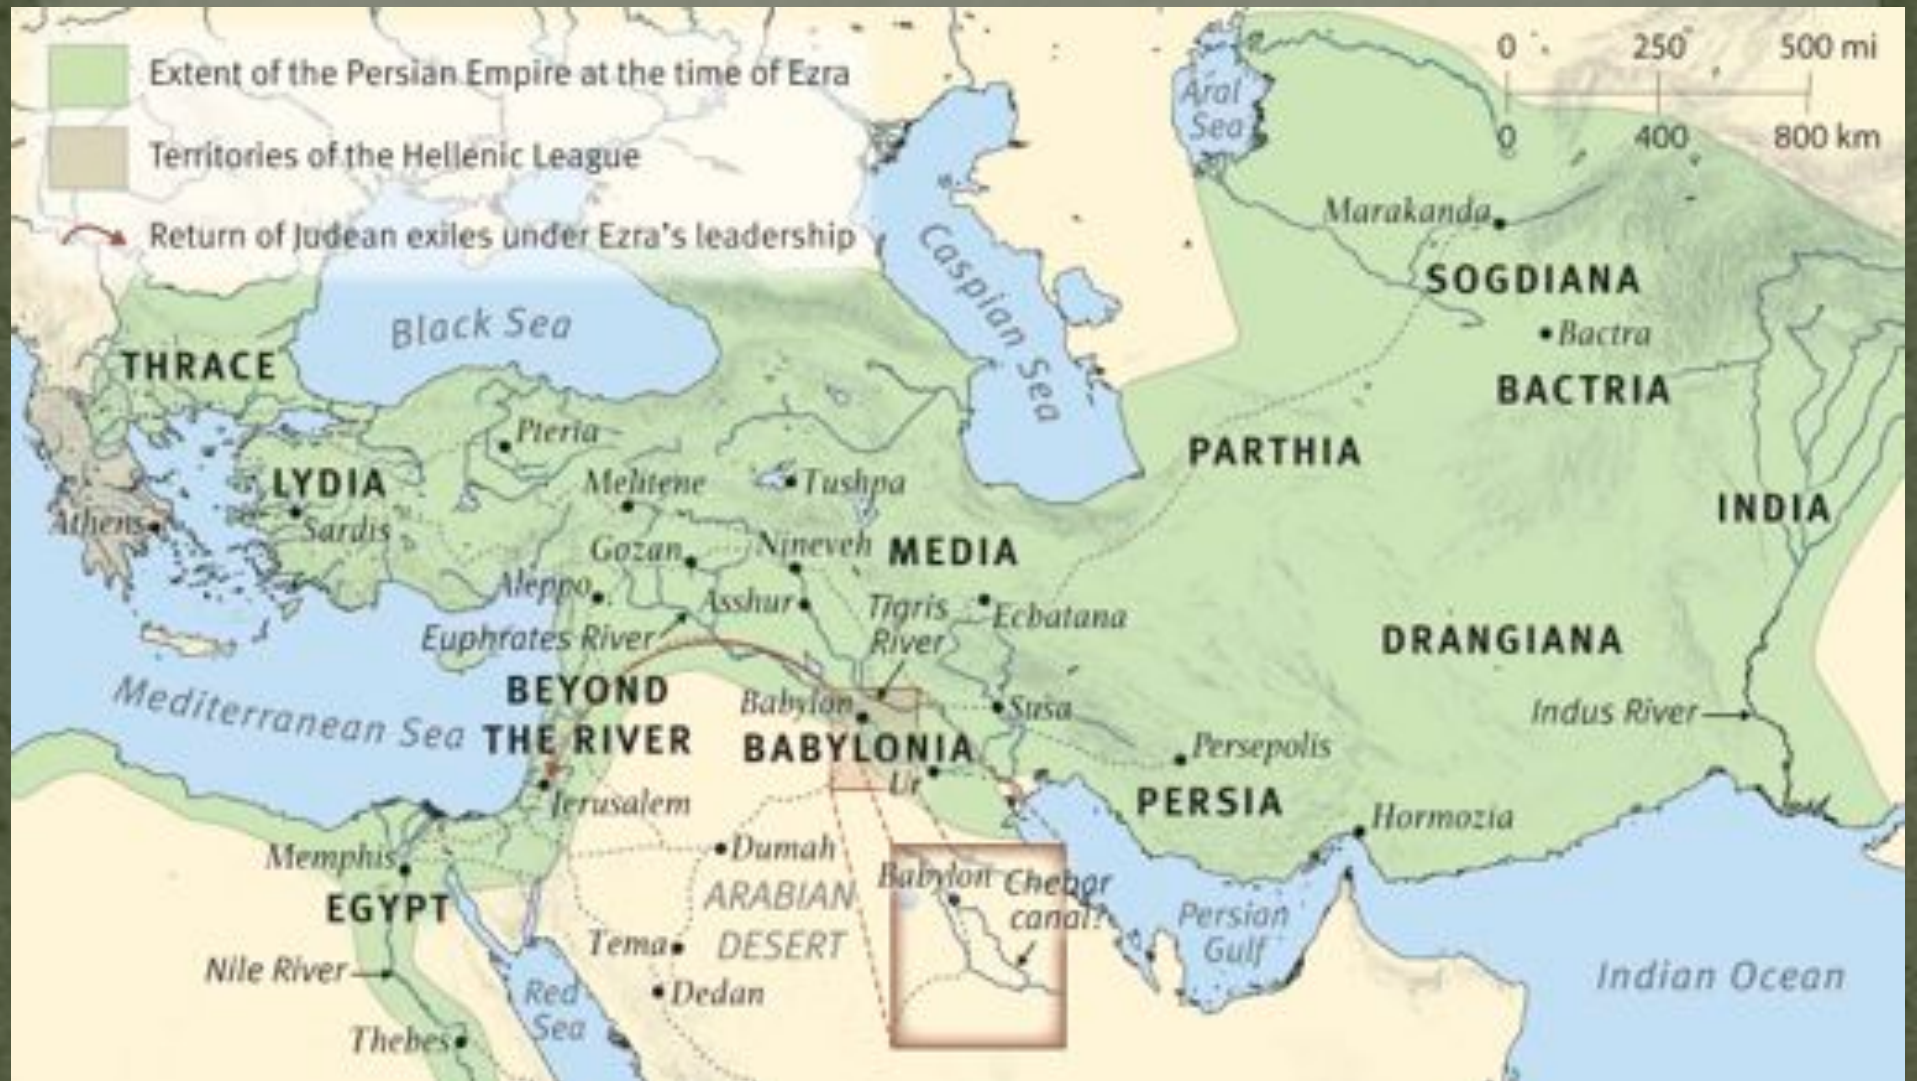 Extent of the Persian Empire at the time of Ezra
Territories of the Hellenic League
Return of Judean exiles under Ezra's leadership
0 250 500 mi
0 400 800 km
Aral
Sea
Marakanda
SOGDIANA
Caspian Sea
Black Sea
Bactra
THRACE
BACTRIA
Pteria
PARTHIA
LYDIA
Melitene
Tushpa
INDIA
Athens
Sardis
Gozan
Nineveh
MEDIA
Aleppo
Asshur
Tigris
River
Ecbatana
Euphrates River
DRANGIANA
BEYOND
THE RIVER
Mediterranean Sea
Babylon
Susa
Indus River
BABYLONIA
Persepolis
Ur
Jerusalem
PERSIA
Hormozia
Memphis
Dumah
EGYPT
ARABIAN
DESERT
Babylon
Chebar
canal?
Persian
Gulf
Tema
Nile River
Dedan
Red
Sea
Indian Ocean
Thebes